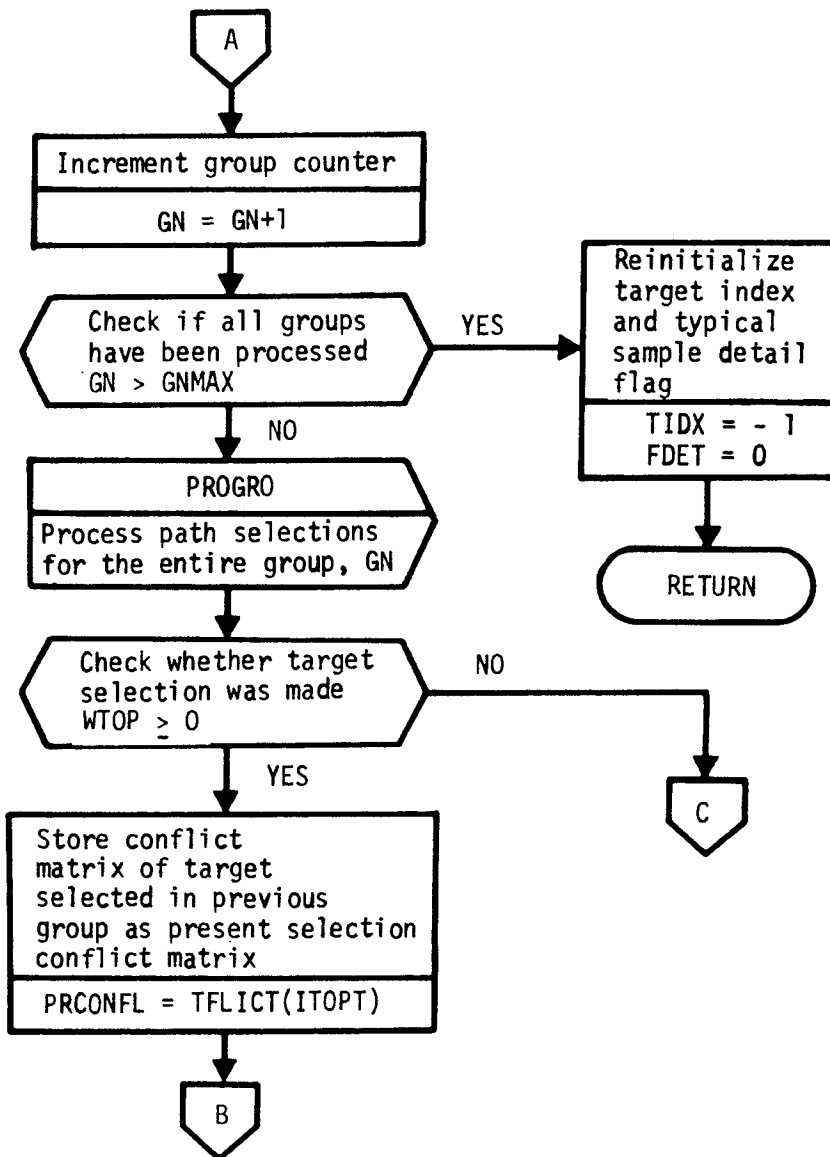 A
Increment group counter
GN = GN+1
Check if all groups
have been processed
GN > GNMAX
YES
Reinitialize
target index
and typical
sample detail
flag
TIDX = - 1
FDET = 0
RETURN
NO
PROGRO
Process path selections
for the entire group, GN
Check whether target
selection was made
WTOP ≥ 0
NO
C
YES
Store conflict
matrix of target
selected in previous
group as present selection
conflict matrix
PRCONFL = TFLICT(ITOPT)
B